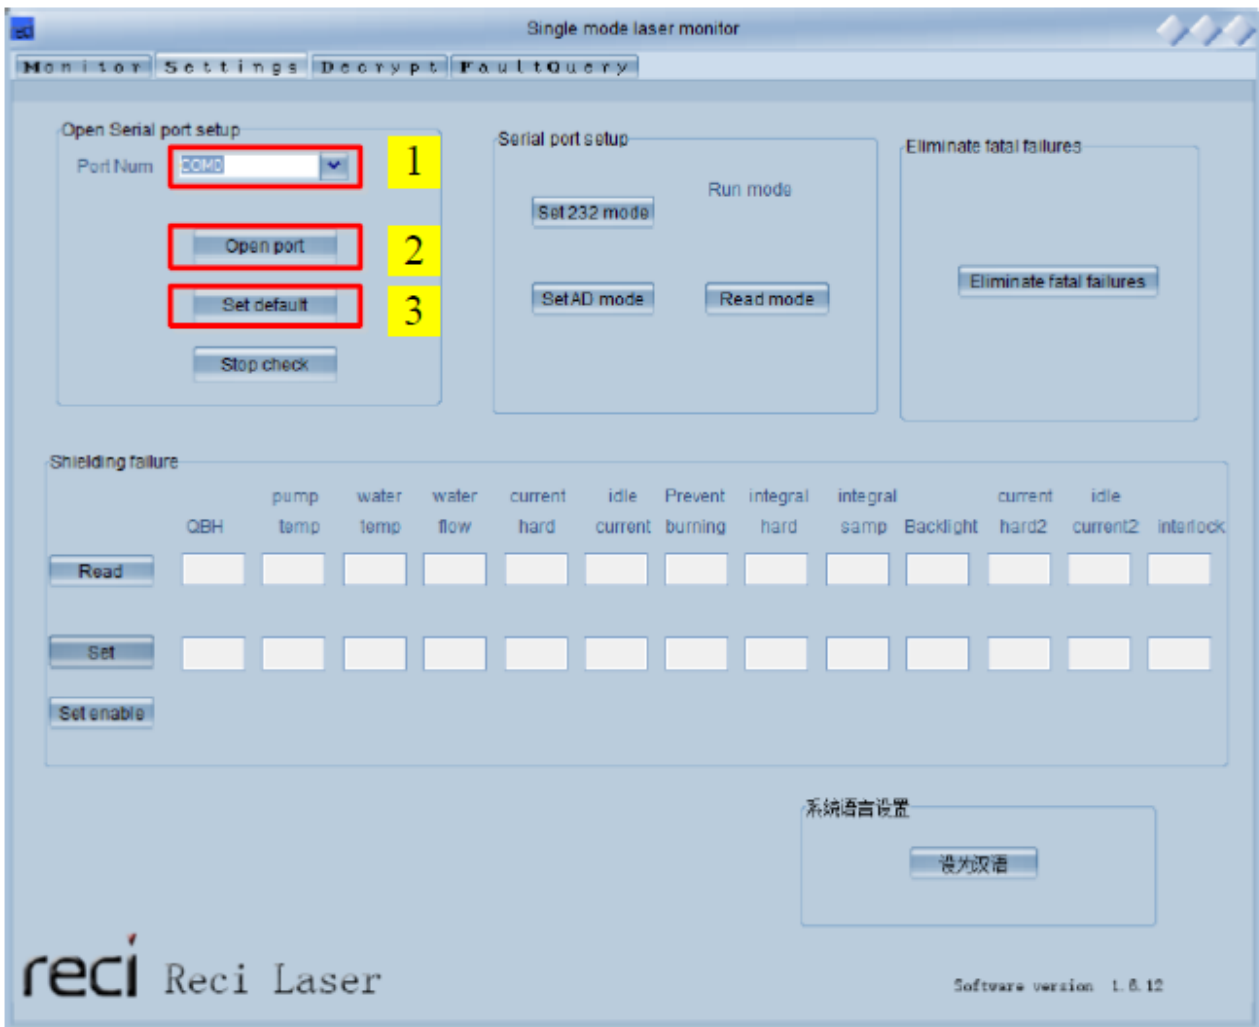 Single mode laser monitor
Monitor Settings Decrypt FaultQuery
Open Serial port setup
Port Num COM0 1
Open port 2
Set default 3
Stop check
Serial port setup
Set 232 mode Run mode
Set AD mode Read mode
Eliminate fatal failures
Eliminate fatal failures
Shielding failure
pump water water current idle Prevent integral integral current idle
QBH temp temp flow hard current burning hard samp Backlight hard2 current2 interlock
Read
Set
Set enable
系统语言设置
设为汉语
reci Reci Laser
Software version 1.6.12